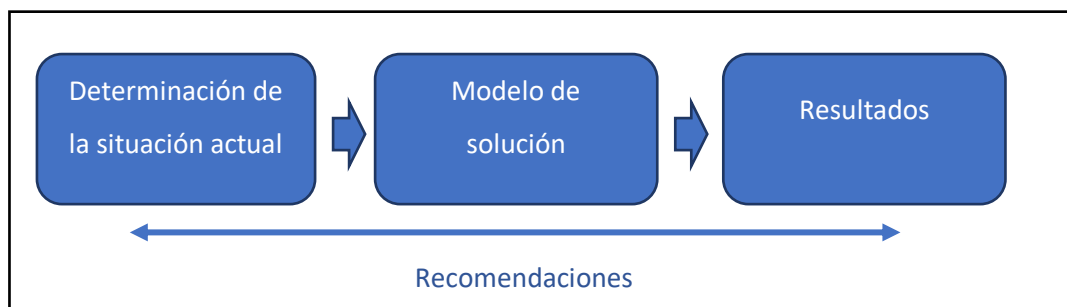 Determinación de
la situación actual
Modelo de
solución
Resultados
Recomendaciones